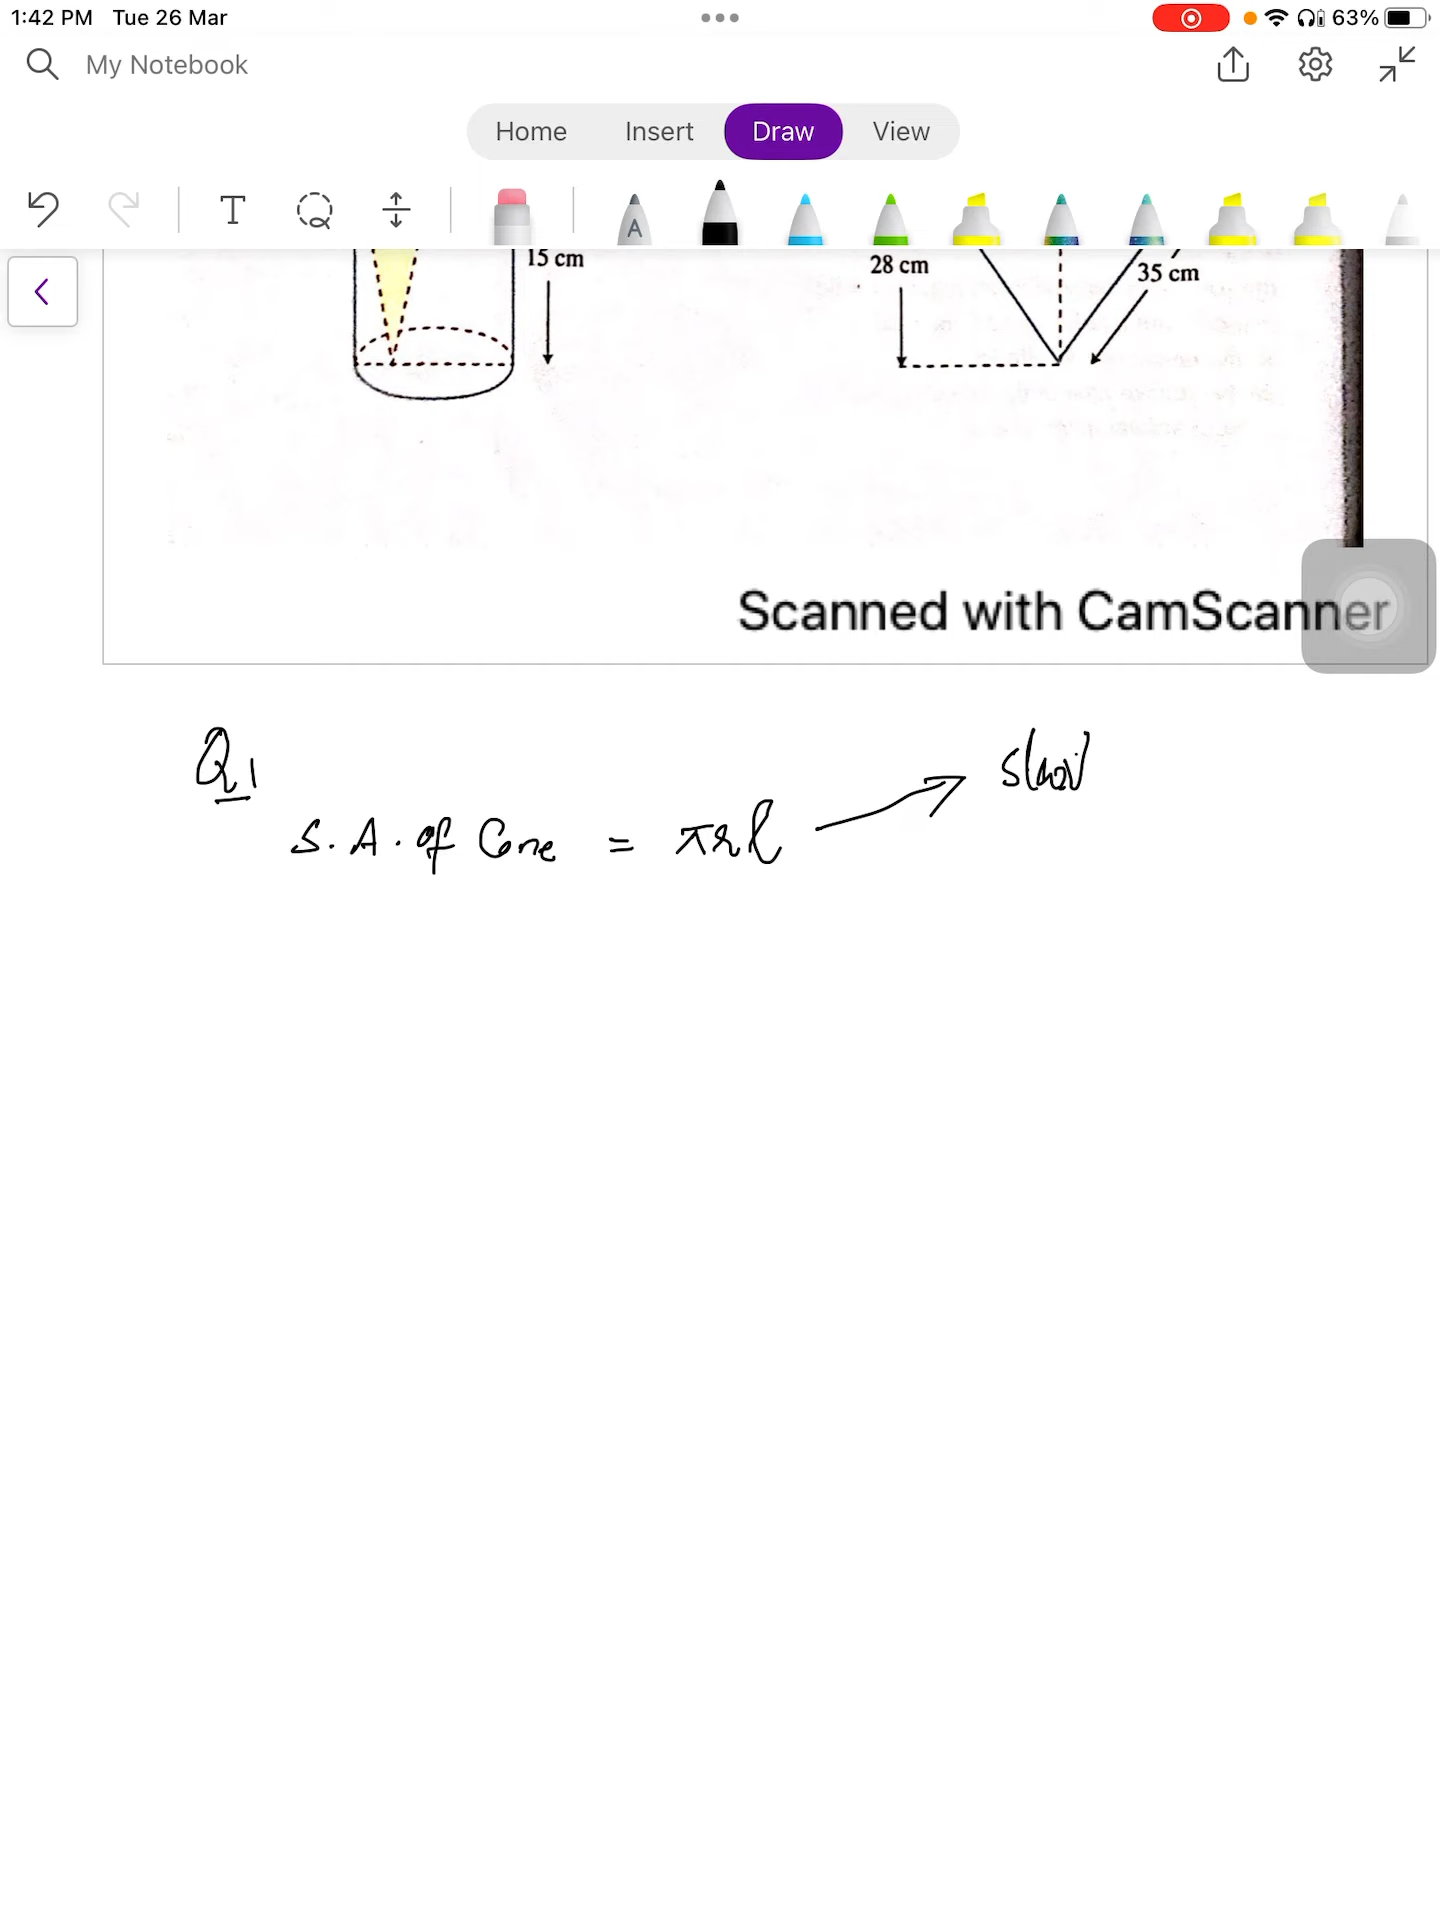 1:42 PM Tue 26 Mar
63%
My Notebook
Home Insert Draw View
T
A
15 cm
28 cm
35 cm
Scanned with CamScanner
Q1
S.A. of Cone = πrl